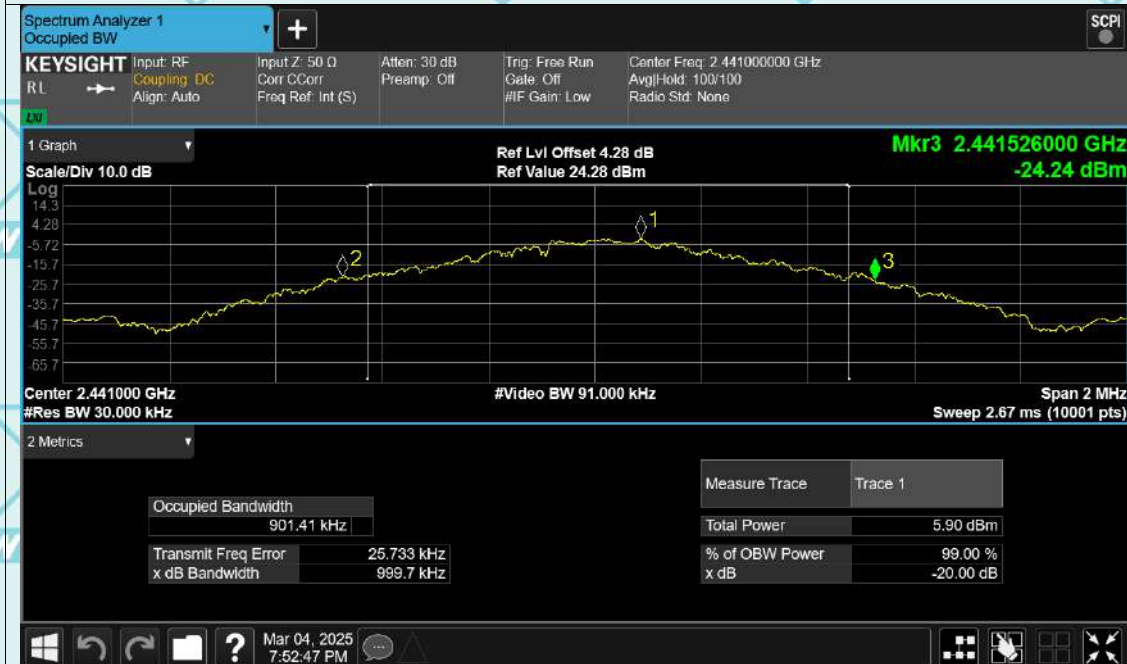 Spectrum Analyzer 1
Occupied BW
+
SCPI
KEYSIGHT
RL
LXI
Input: RF
Coupling: DC
Align: Auto
Input Z: 50 Ω
Corr CCorr
Freq Ref: Int (S)
Atten: 30 dB
Preamp: Off
Trig: Free Run
Gate: Off
#IF Gain: Low
Center Freq: 2.441000000 GHz
Avg|Hold: 100/100
Radio Std: None
1 Graph
Scale/Div 10.0 dB
Ref Lvl Offset 4.28 dB
Ref Value 24.28 dBm
Mkr3 2.441526000 GHz
-24.24 dBm
Log
14.3
4.28
-5.72
-15.7
-25.7
-35.7
-45.7
-55.7
-65.7
1
2
3
Center 2.441000 GHz
#Res BW 30.000 kHz
#Video BW 91.000 kHz
Span 2 MHz
Sweep 2.67 ms (10001 pts)
2 Metrics
Occupied Bandwidth
901.41 kHz
Transmit Freq Error 25.733 kHz
x dB Bandwidth 999.7 kHz
Measure Trace Trace 1
Total Power 5.90 dBm
% of OBW Power 99.00 %
x dB -20.00 dB
?
Mar 04, 2025
7:52:47 PM